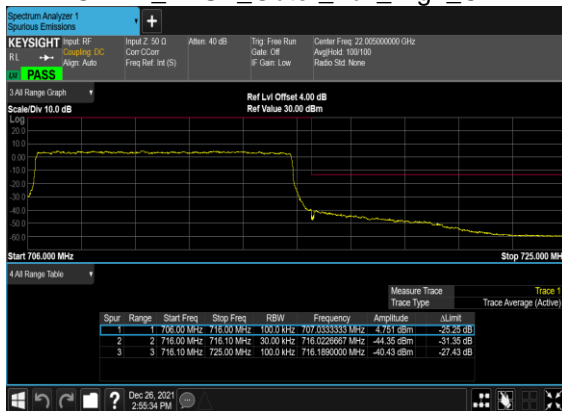 Spectrum Analyzer 1
Spurious Emissions
+
KEYSIGHT Input: RF Input Z: 50 Ω Atten: 40 dB Trig: Free Run Center Freq: 22.005000000 GHz
RL Coupling: DC Corr CCorr Gate: Off Avg|Hold: 100/100
Align: Auto Freq Ref: Int (S) IF Gain: Low Radio Std: None
PASS
3 All Range Graph
Ref Lvl Offset 4.00 dB
Scale/Div 10.0 dB Ref Value 30.00 dBm
Log
20.0
10.0
0.00
-10.0
-20.0
-30.0
-40.0
-50.0
-60.0
Start 706.000 MHz Stop 725.000 MH
4 All Range Table
Measure Trace Trace 1
Trace Type Trace Average (Active)
Spur Range Start Freq Stop Freq RBW Frequency Amplitude ΔLimit
1 1 706.00 MHz 716.00 MHz 100.0 kHz 707.0333333 MHz 4.751 dBm -25.25 dB
2 2 716.00 MHz 716.10 MHz 30.00 kHz 716.0226667 MHz -44.35 dBm -31.35 dB
3 3 716.10 MHz 725.00 MHz 100.0 kHz 716.1890000 MHz -40.43 dBm -27.43 dB
? Dec 26, 2021
2:55:34 PM